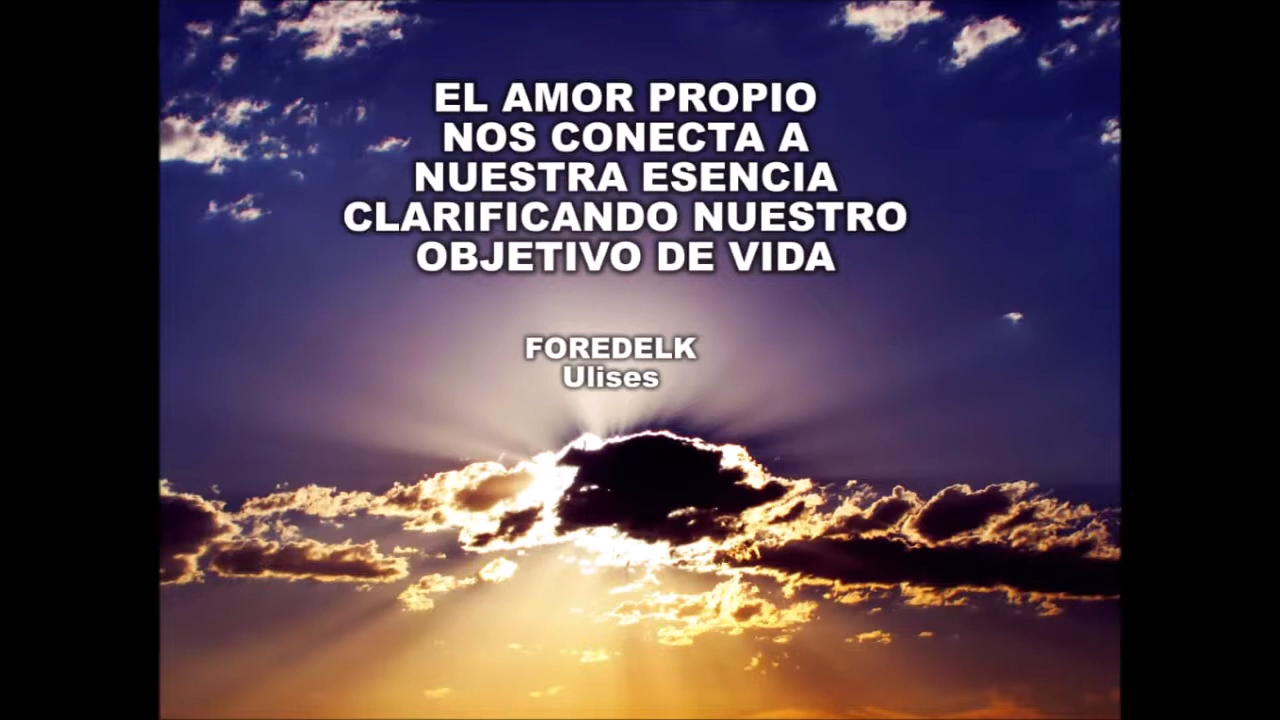 EL AMOR PROPIO
NOS CONECTA A
NUESTRA ESENCIA
CLARIFICANDO NUESTRO
OBJETIVO DE VIDA
FOREDELK
Ulises